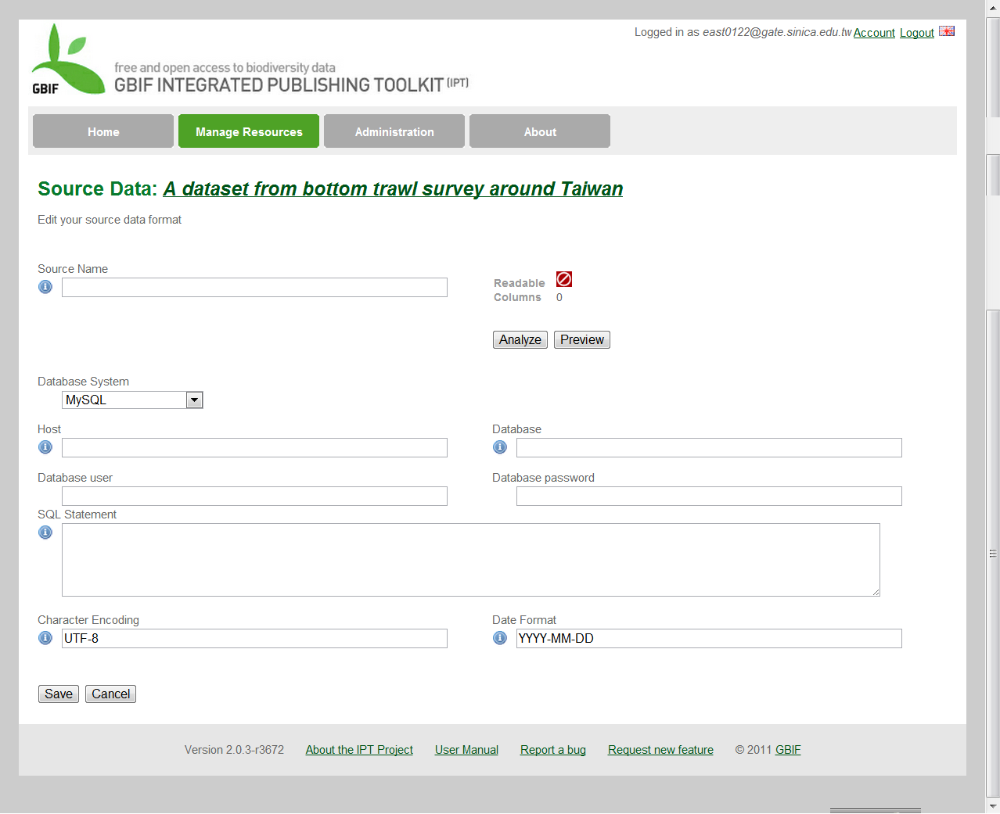 Logged in as east0122@gate.sinica.edu.tw Account Logout
free and open access to biodiversity data
GBIF INTEGRATED PUBLISHING TOOLKIT (IPT)
GBIF
Home Manage Resources Administration About
Source Data: A dataset from bottom trawl survey around Taiwan
Edit your source data format
Source Name
Readable
Columns 0
Analyze Preview
Database System
MySQL
Host Database
Database user Database password
SQL Statement
Character Encoding Date Format
UTF-8 YYYY-MM-DD
Save Cancel
Version 2.0.3-r3672 About the IPT Project User Manual Report a bug Request new feature © 2011 GBIF